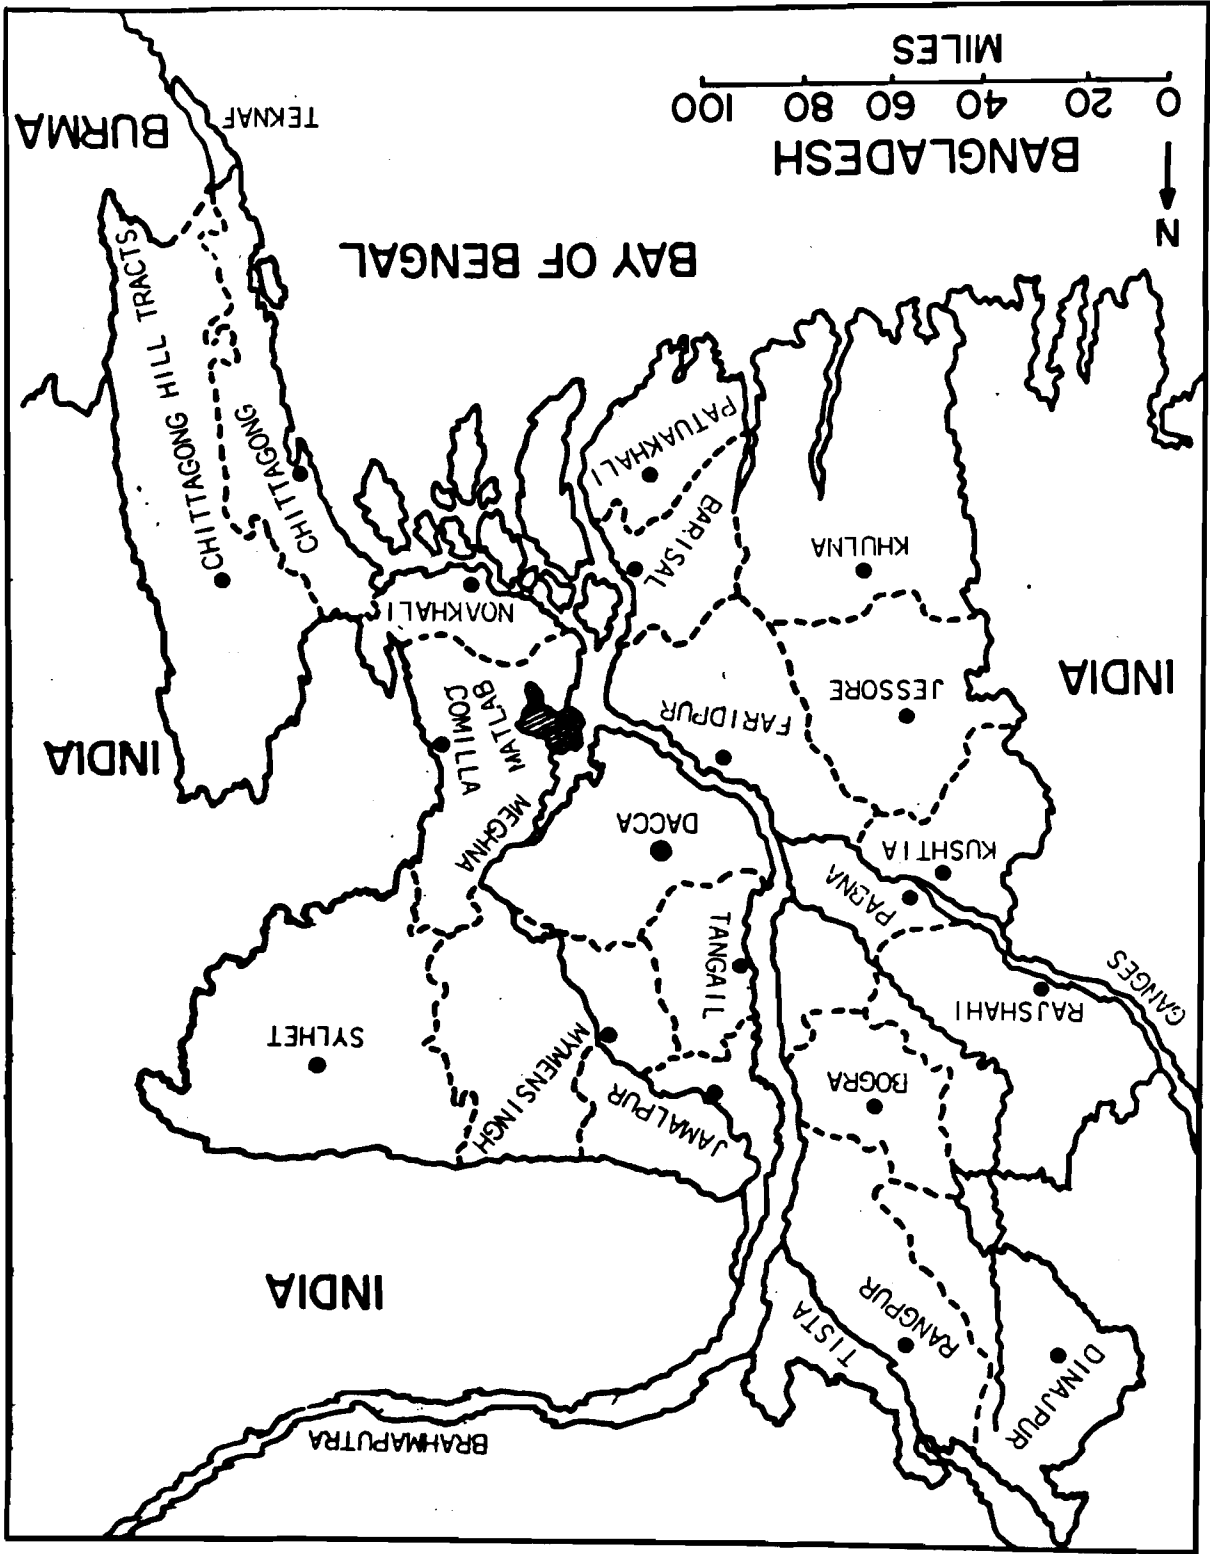 BRAHMAPUTRA
DINAJPUR
TISTA
RANGPUR
INDIA
JAMALPUR
MYMENSINGH
BOGRA
SYLHET
RAJSHAHI
GANGES
TANGAIL
PABNA
KUSHTIA
MEGHNA
DACCA
INDIA
COMILLA
MATLAB
FARIDPUR
JESSORE
INDIA
NOAKHALI
CHITTAGONG
CHITTAGONG HILL TRACTS
BARISAL
KHULNA
PATUAKHALI
BAY OF BENGAL
N
BANGLADESH
BURMA
TEKNAF
0 20 40 60 80 100
MILES